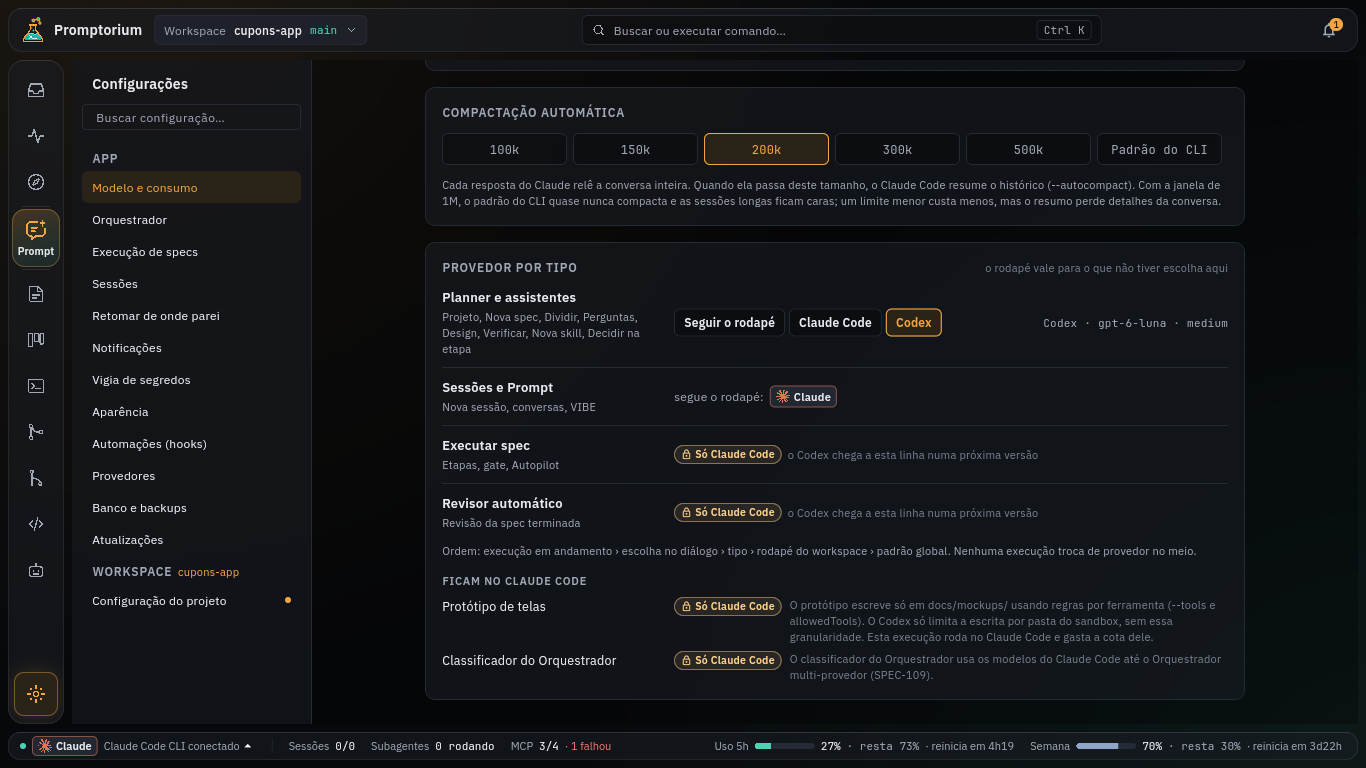 Promptorium
Workspace cupons-app main
Buscar ou executar comando…
Ctrl K
1
Prompt
Configurações
Buscar configuração…
APP
Modelo e consumo
Orquestrador
Execução de specs
Sessões
Retomar de onde parei
Notificações
Vigia de segredos
Aparência
Automações (hooks)
Provedores
Banco e backups
Atualizações
WORKSPACE cupons-app
Configuração do projeto
COMPACTAÇÃO AUTOMÁTICA
100k 150k 200k 300k 500k Padrão do CLI
Cada resposta do Claude relê a conversa inteira. Quando ela passa deste tamanho, o Claude Code resume o histórico (--autocompact). Com a janela de
1M, o padrão do CLI quase nunca compacta e as sessões longas ficam caras; um limite menor custa menos, mas o resumo perde detalhes da conversa.
PROVEDOR POR TIPO
o rodapé vale para o que não tiver escolha aqui
Planner e assistentes
Projeto, Nova spec, Dividir, Perguntas,
Design, Verificar, Nova skill, Decidir na
etapa
Seguir o rodapé Claude Code Codex
Codex · gpt-6-luna · medium
Sessões e Prompt
Nova sessão, conversas, VIBE
segue o rodapé: Claude
Executar spec
Etapas, gate, Autopilot
Só Claude Code o Codex chega a esta linha numa próxima versão
Revisor automático
Revisão da spec terminada
Só Claude Code o Codex chega a esta linha numa próxima versão
Ordem: execução em andamento › escolha no diálogo › tipo › rodapé do workspace › padrão global. Nenhuma execução troca de provedor no meio.
FICAM NO CLAUDE CODE
Protótipo de telas
Só Claude Code
O protótipo escreve só em docs/mockups/ usando regras por ferramenta (--tools e
allowedTools). O Codex só limita a escrita por pasta do sandbox, sem essa
granularidade. Esta execução roda no Claude Code e gasta a cota dele.
Classificador do Orquestrador
Só Claude Code
O classificador do Orquestrador usa os modelos do Claude Code até o Orquestrador
multi-provedor (SPEC-109).
Claude Claude Code CLI conectado Sessões 0/0 Subagentes 0 rodando MCP 3/4 · 1 falhou Uso 5h 27% · resta 73% · reinicia em 4h19 Semana 70% · resta 30% · reinicia em 3d22h